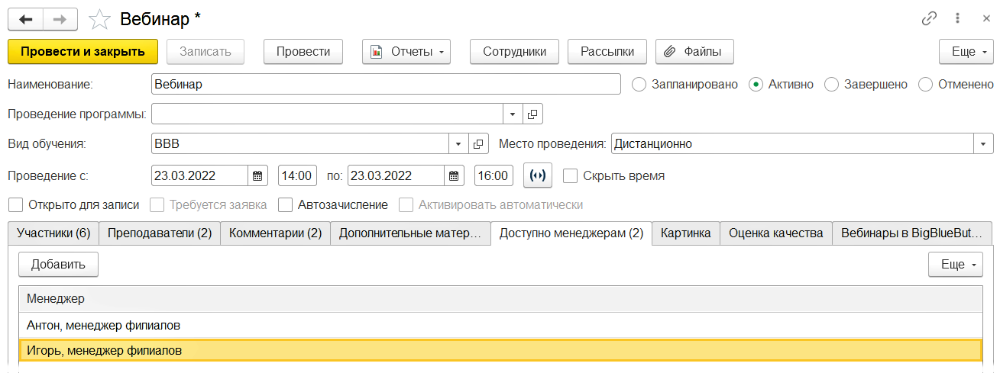 Вебинар *
Провести и закрыть Записать Провести Отчеты Сотрудники Рассылки Файлы Еще
Наименование: Вебинар Запланировано Активно Завершено Отменено
Проведение программы:
Вид обучения: BBB Место проведения: Дистанционно
Проведение с: 23.03.2022 14:00 по: 23.03.2022 16:00 Скрыть время
Открыто для записи Требуется заявка Автозачисление Активировать автоматически
Участники (6) Преподаватели (2) Комментарии (2) Дополнительные матер... Доступно менеджерам (2) Картинка Оценка качества Вебинары в BigBlueBut...
Добавить Еще
Менеджер
Антон, менеджер филиалов
Игорь, менеджер филиалов